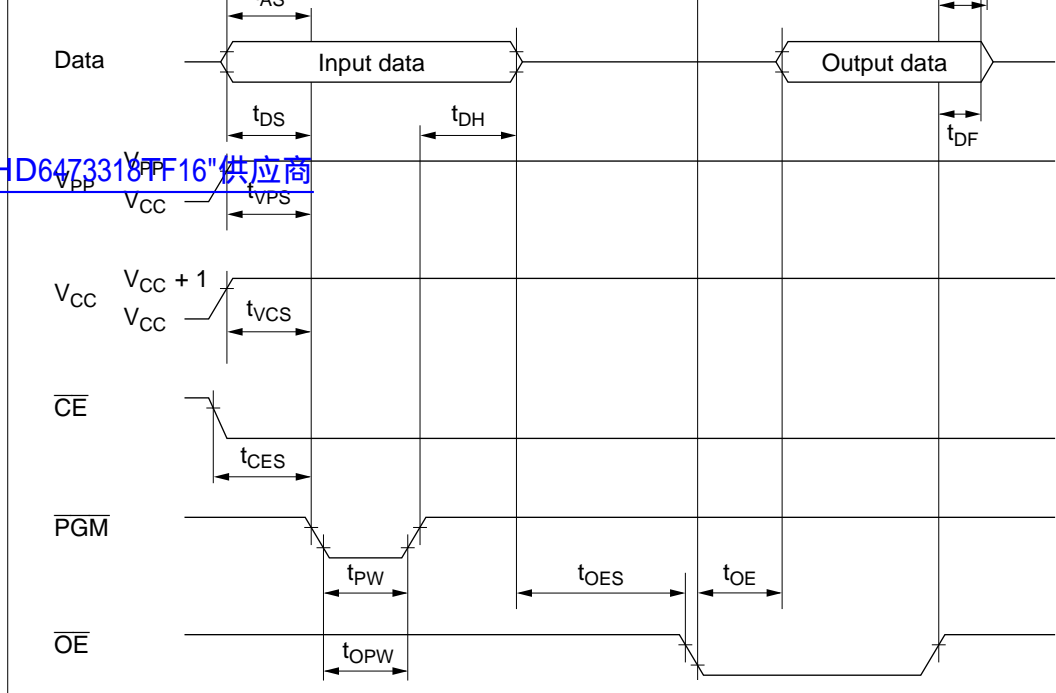 AS
Data
Input data
Output data
tDS
tDH
tDF
VPP
HD6473318TF16"供应商
VPP
VCC
tVPS
VCC + 1
VCC
VCC
tVCS
CE
tCES
PGM
tPW
tOES
tOE
OE
tOPW